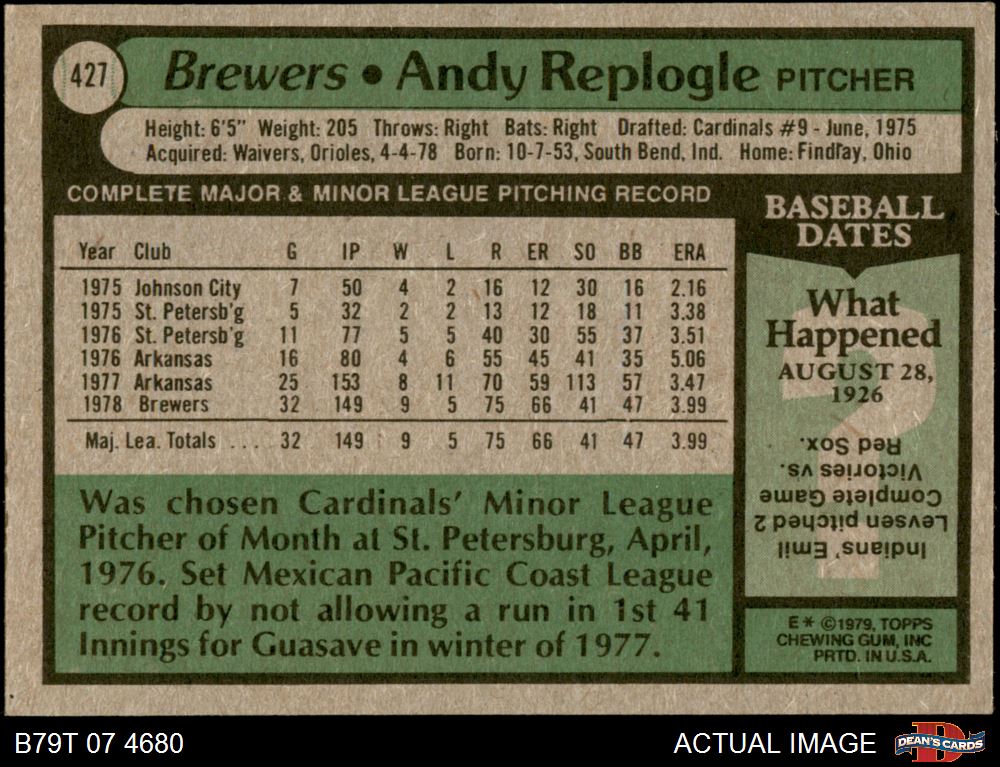 427
Brewers • Andy Replogle PITCHER
Height: 6'5" Weight: 205 Throws: Right Bats: Right Drafted: Cardinals #9 - June, 1975
Acquired: Waivers, Orioles, 4-4-78 Born: 10-7-53, South Bend, Ind. Home: Findlay, Ohio
COMPLETE MAJOR & MINOR LEAGUE PITCHING RECORD
Year Club G IP W L R ER SO BB ERA
1975 Johnson City 7 50 4 2 16 12 30 16 2.16
1975 St. Petersb'g 5 32 2 2 13 12 18 11 3.38
1976 St. Petersb'g 11 77 5 5 40 30 55 37 3.51
1976 Arkansas 16 80 4 6 55 45 41 35 5.06
1977 Arkansas 25 153 8 11 70 59 113 57 3.47
1978 Brewers 32 149 9 5 75 66 41 47 3.99
Maj. Lea. Totals ... 32 149 9 5 75 66 41 47 3.99
Was chosen Cardinals' Minor League
Pitcher of Month at St. Petersburg, April,
1976. Set Mexican Pacific Coast League
record by not allowing a run in 1st 41
Innings for Guasave in winter of 1977.
BASEBALL
DATES
What
Happened
AUGUST 28,
1926
Indians' Emil
Levsen pitched 2
Complete Game
Victories vs.
Red Sox.
E * ©1979, TOPPS
CHEWING GUM, INC
PRTD. IN U.S.A.
B79T 07 4680
ACTUAL IMAGE
D
DEAN'S CARDS